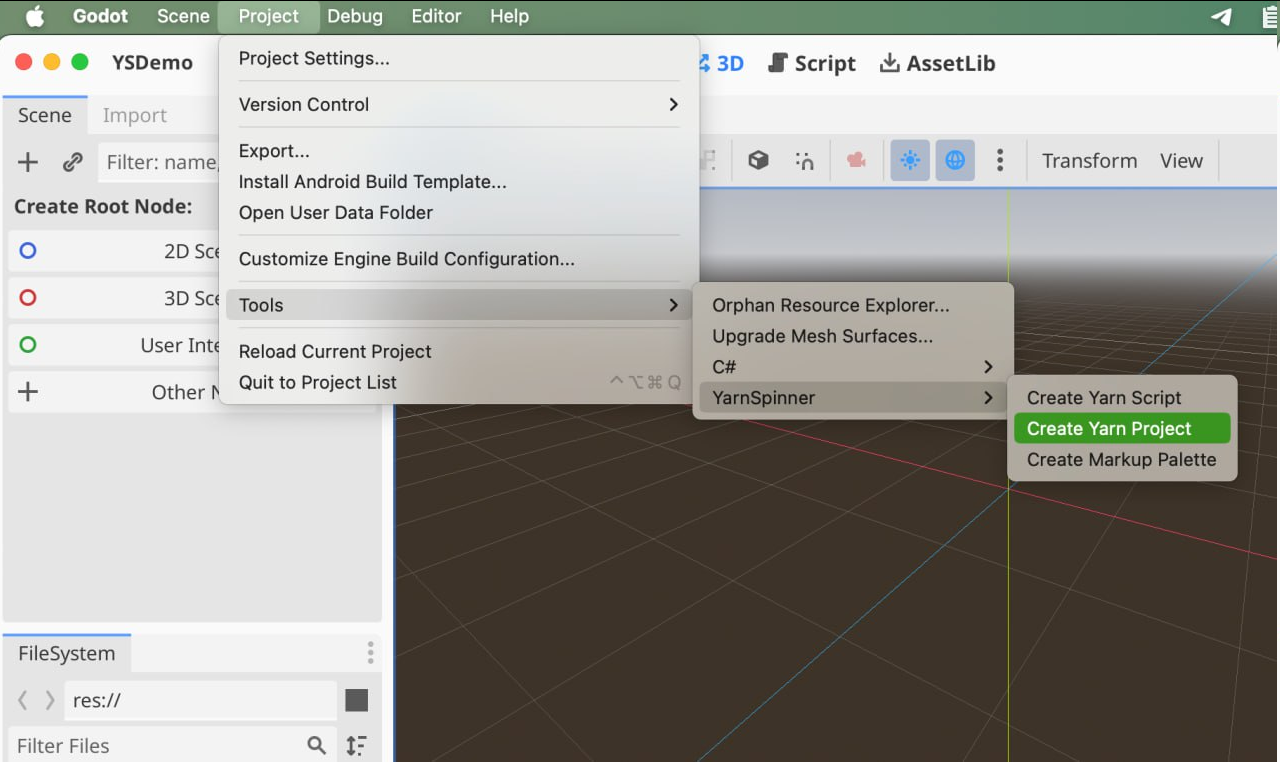 Godot Scene Project Debug Editor Help
YSDemo
3D Script AssetLib
Project Settings...
Version Control
Export...
Install Android Build Template...
Open User Data Folder
Customize Engine Build Configuration...
Tools
Reload Current Project
Quit to Project List ^⌥⌘Q
Orphan Resource Explorer...
Upgrade Mesh Surfaces...
C#
YarnSpinner
Create Yarn Script
Create Yarn Project
Create Markup Palette
Scene Import
Filter: name,
Transform View
Create Root Node:
2D Sce
3D Sce
User Inte
Other N
FileSystem
res://
Filter Files